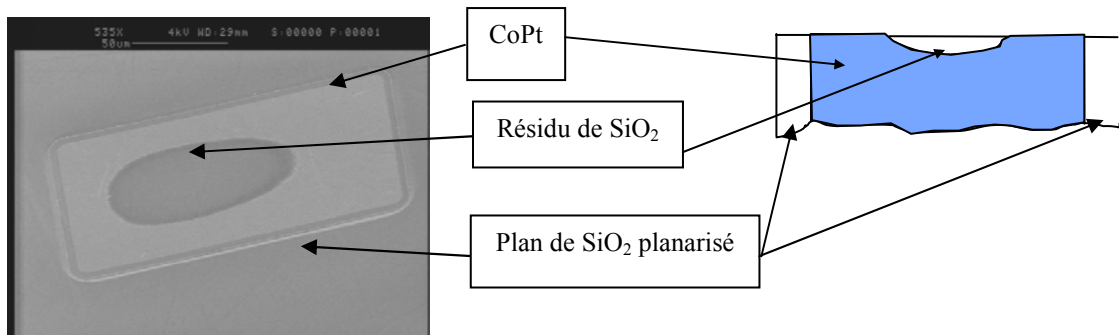 535X 4kV WD:29mm S:00000 P:00001
50um
CoPt
Résidu de SiO₂
Plan de SiO₂ planarisé